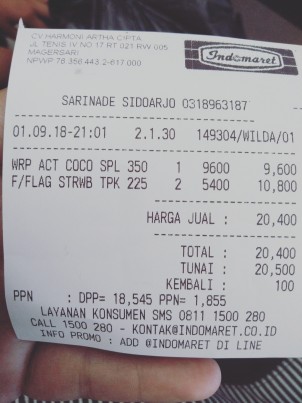 CV HARMONI ARTHA CIPTA
JL TENIS IV NO 17 RT 021 RW 005
MAGERSARI
NPWP 78 356 443 2-617 000
Indomaret
SARINADE SIDOARJO 0318963187
01.09.18-21:01 2.1.30 149304/WILDA/01
WRP ACT COCO SPL 350 1 9600 9,600
F/FLAG STRWB TPK 225 2 5400 10,800
HARGA JUAL : 20,400
TOTAL : 20,400
TUNAI : 20,500
KEMBALI : 100
PPN : DPP= 18,545 PPN= 1,855
LAYANAN KONSUMEN SMS 0811 1500 280
CALL 1500 280 - KONTAK@INDOMARET.CO.ID
INFO PROMO : ADD @INDOMARET DI LINE